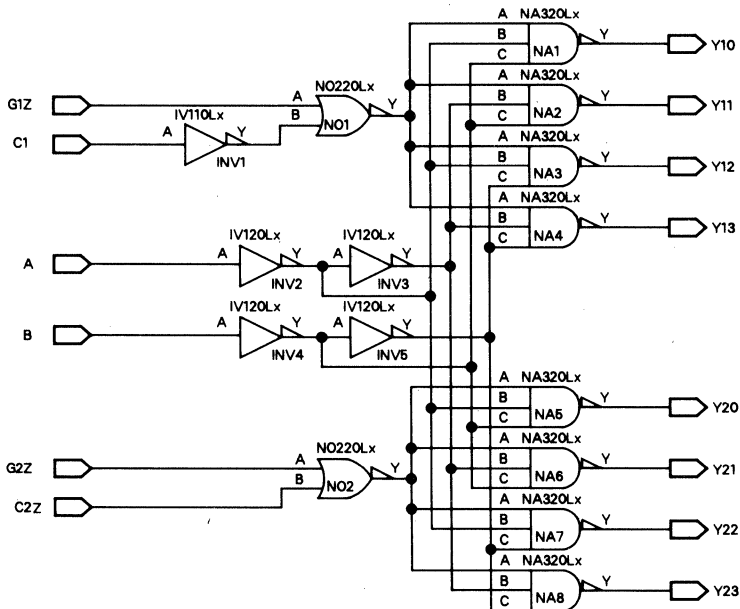 A NA320Lx
B Y Y10
C NA1
A NA320Lx
B Y Y11
C NA2
A NA320Lx
B Y Y12
C NA3
A NA320Lx
B Y Y13
C NA4
NO220Lx
G1Z A Y
B NO1
IV110Lx
C1 A Y
INV1
IV120Lx IV120Lx
A A Y A Y
INV2 INV3
IV120Lx IV120Lx
B A Y A Y
INV4 INV5
A NA320Lx
B Y Y20
C NA5
A NA320Lx
B Y Y21
C NA6
NO220Lx
G2Z A Y
B NO2
C2Z
A NA320Lx
B Y Y22
C NA7
A NA320Lx
B Y Y23
C NA8